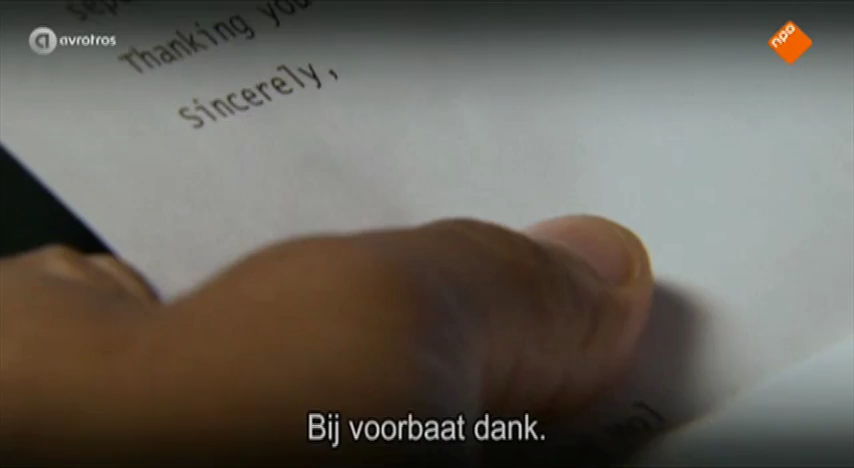 avrotros
npo
Thanking you
sincerely,
Bij voorbaat dank.